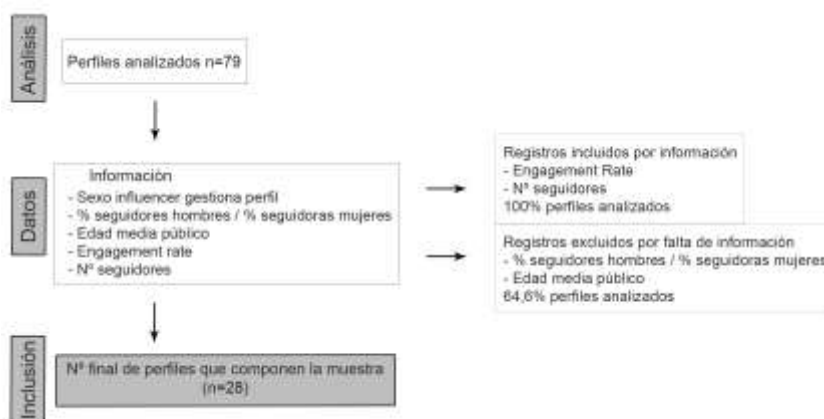 Análisis
Perfiles analizados n=79
Datos
Información
- Sexo influencer gestiona perfil
- % seguidores hombres / % seguidoras mujeres
- Edad media público
- Engagement rate
- Nº seguidores
Registros incluidos por información
- Engagement Rate
- Nº seguidores
100% perfiles analizados
Registros excluidos por falta de información
- % seguidores hombres / % seguidoras mujeres
- Edad media público
64,6% perfiles analizados
Inclusión
Nº final de perfiles que componen la muestra
(n=28)